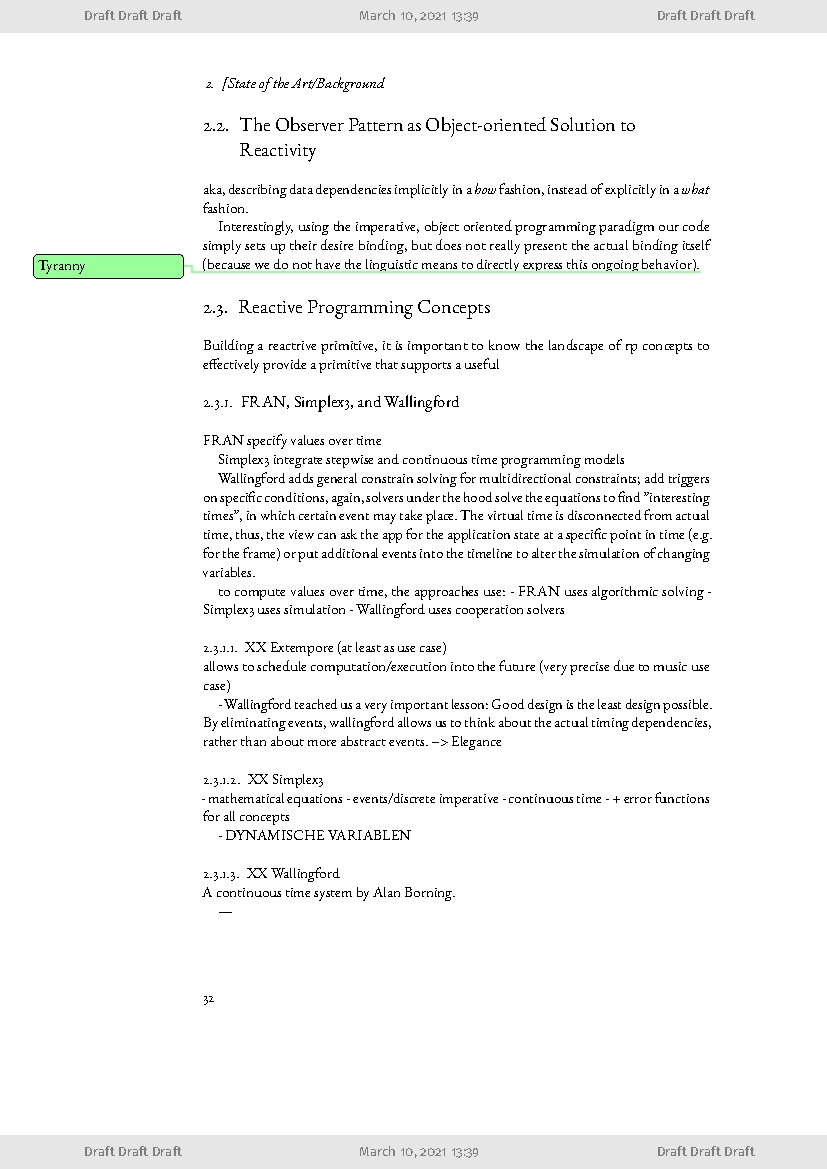 Draft Draft Draft March 10, 2021 13:39 Draft Draft Draft
2. [State of the Art/Background
2.2. The Observer Pattern as Object-oriented Solution to
Reactivity
aka, describing data dependencies implicitly in a how fashion, instead of explicitly in a what
fashion.
Interestingly, using the imperative, object oriented programming paradigm our code
simply sets up their desire binding, but does not really present the actual binding itself
Tyranny
(because we do not have the linguistic means to directly express this ongoing behavior).
2.3. Reactive Programming Concepts
Building a reactrive primitive, it is important to know the landscape of rp concepts to
effectively provide a primitive that supports a useful
2.3.1. FRAN, Simplex3, and Wallingford
FRAN specify values over time
Simplex3 integrate stepwise and continuous time programming models
Wallingford adds general constrain solving for multidirectional constraints; add triggers
on specific conditions, again, solvers under the hood solve the equations to find ”interesting
times”, in which certain event may take place. The virtual time is disconnected from actual
time, thus, the view can ask the app for the application state at a specific point in time (e.g.
for the frame) or put additional events into the timeline to alter the simulation of changing
variables.
to compute values over time, the approaches use: - FRAN uses algorithmic solving -
Simplex3 uses simulation - Wallingford uses cooperation solvers
2.3.1.1. XX Extempore (at least as use case)
allows to schedule computation/execution into the future (very precise due to music use
case)
- Wallingford teached us a very important lesson: Good design is the least design possible.
By eliminating events, wallingford allows us to think about the actual timing dependencies,
rather than about more abstract events. –> Elegance
2.3.1.2. XX Simplex3
- mathematical equations - events/discrete imperative - continuous time - + error functions
for all concepts
- DYNAMISCHE VARIABLEN
2.3.1.3. XX Wallingford
A continuous time system by Alan Borning.
—
32
Draft Draft Draft March 10, 2021 13:39 Draft Draft Draft